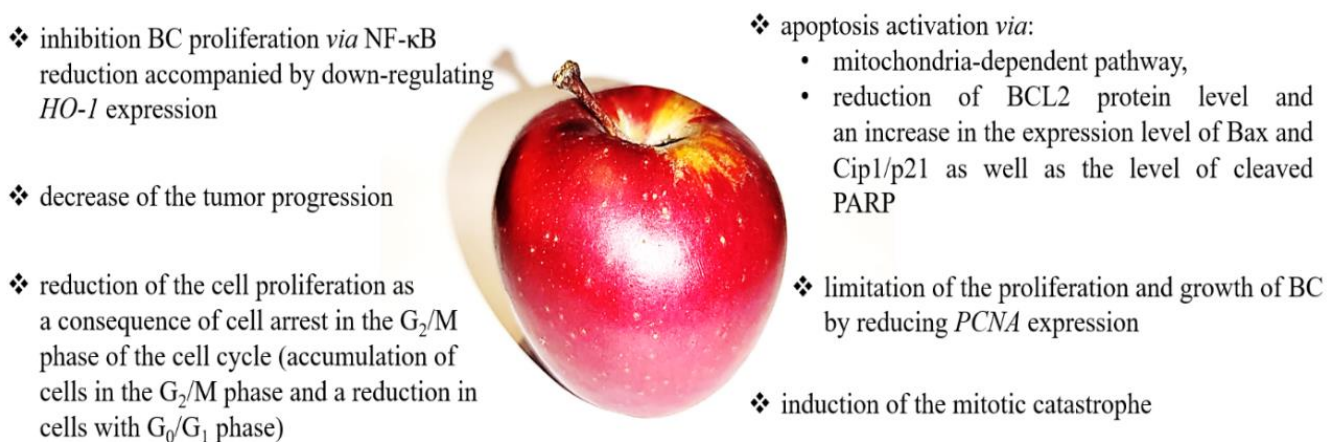 ❖ inhibition BC proliferation via NF-κB
reduction accompanied by down-regulating
HO-1 expression
❖ decrease of the tumor progression
❖ reduction of the cell proliferation as
a consequence of cell arrest in the G₂/M
phase of the cell cycle (accumulation of
cells in the G₂/M phase and a reduction in
cells with G₀/G₁ phase)
❖ apoptosis activation via:
• mitochondria-dependent pathway,
• reduction of BCL2 protein level and
an increase in the expression level of Bax and
Cip1/p21 as well as the level of cleaved
PARP
❖ limitation of the proliferation and growth of BC
by reducing PCNA expression
❖ induction of the mitotic catastrophe